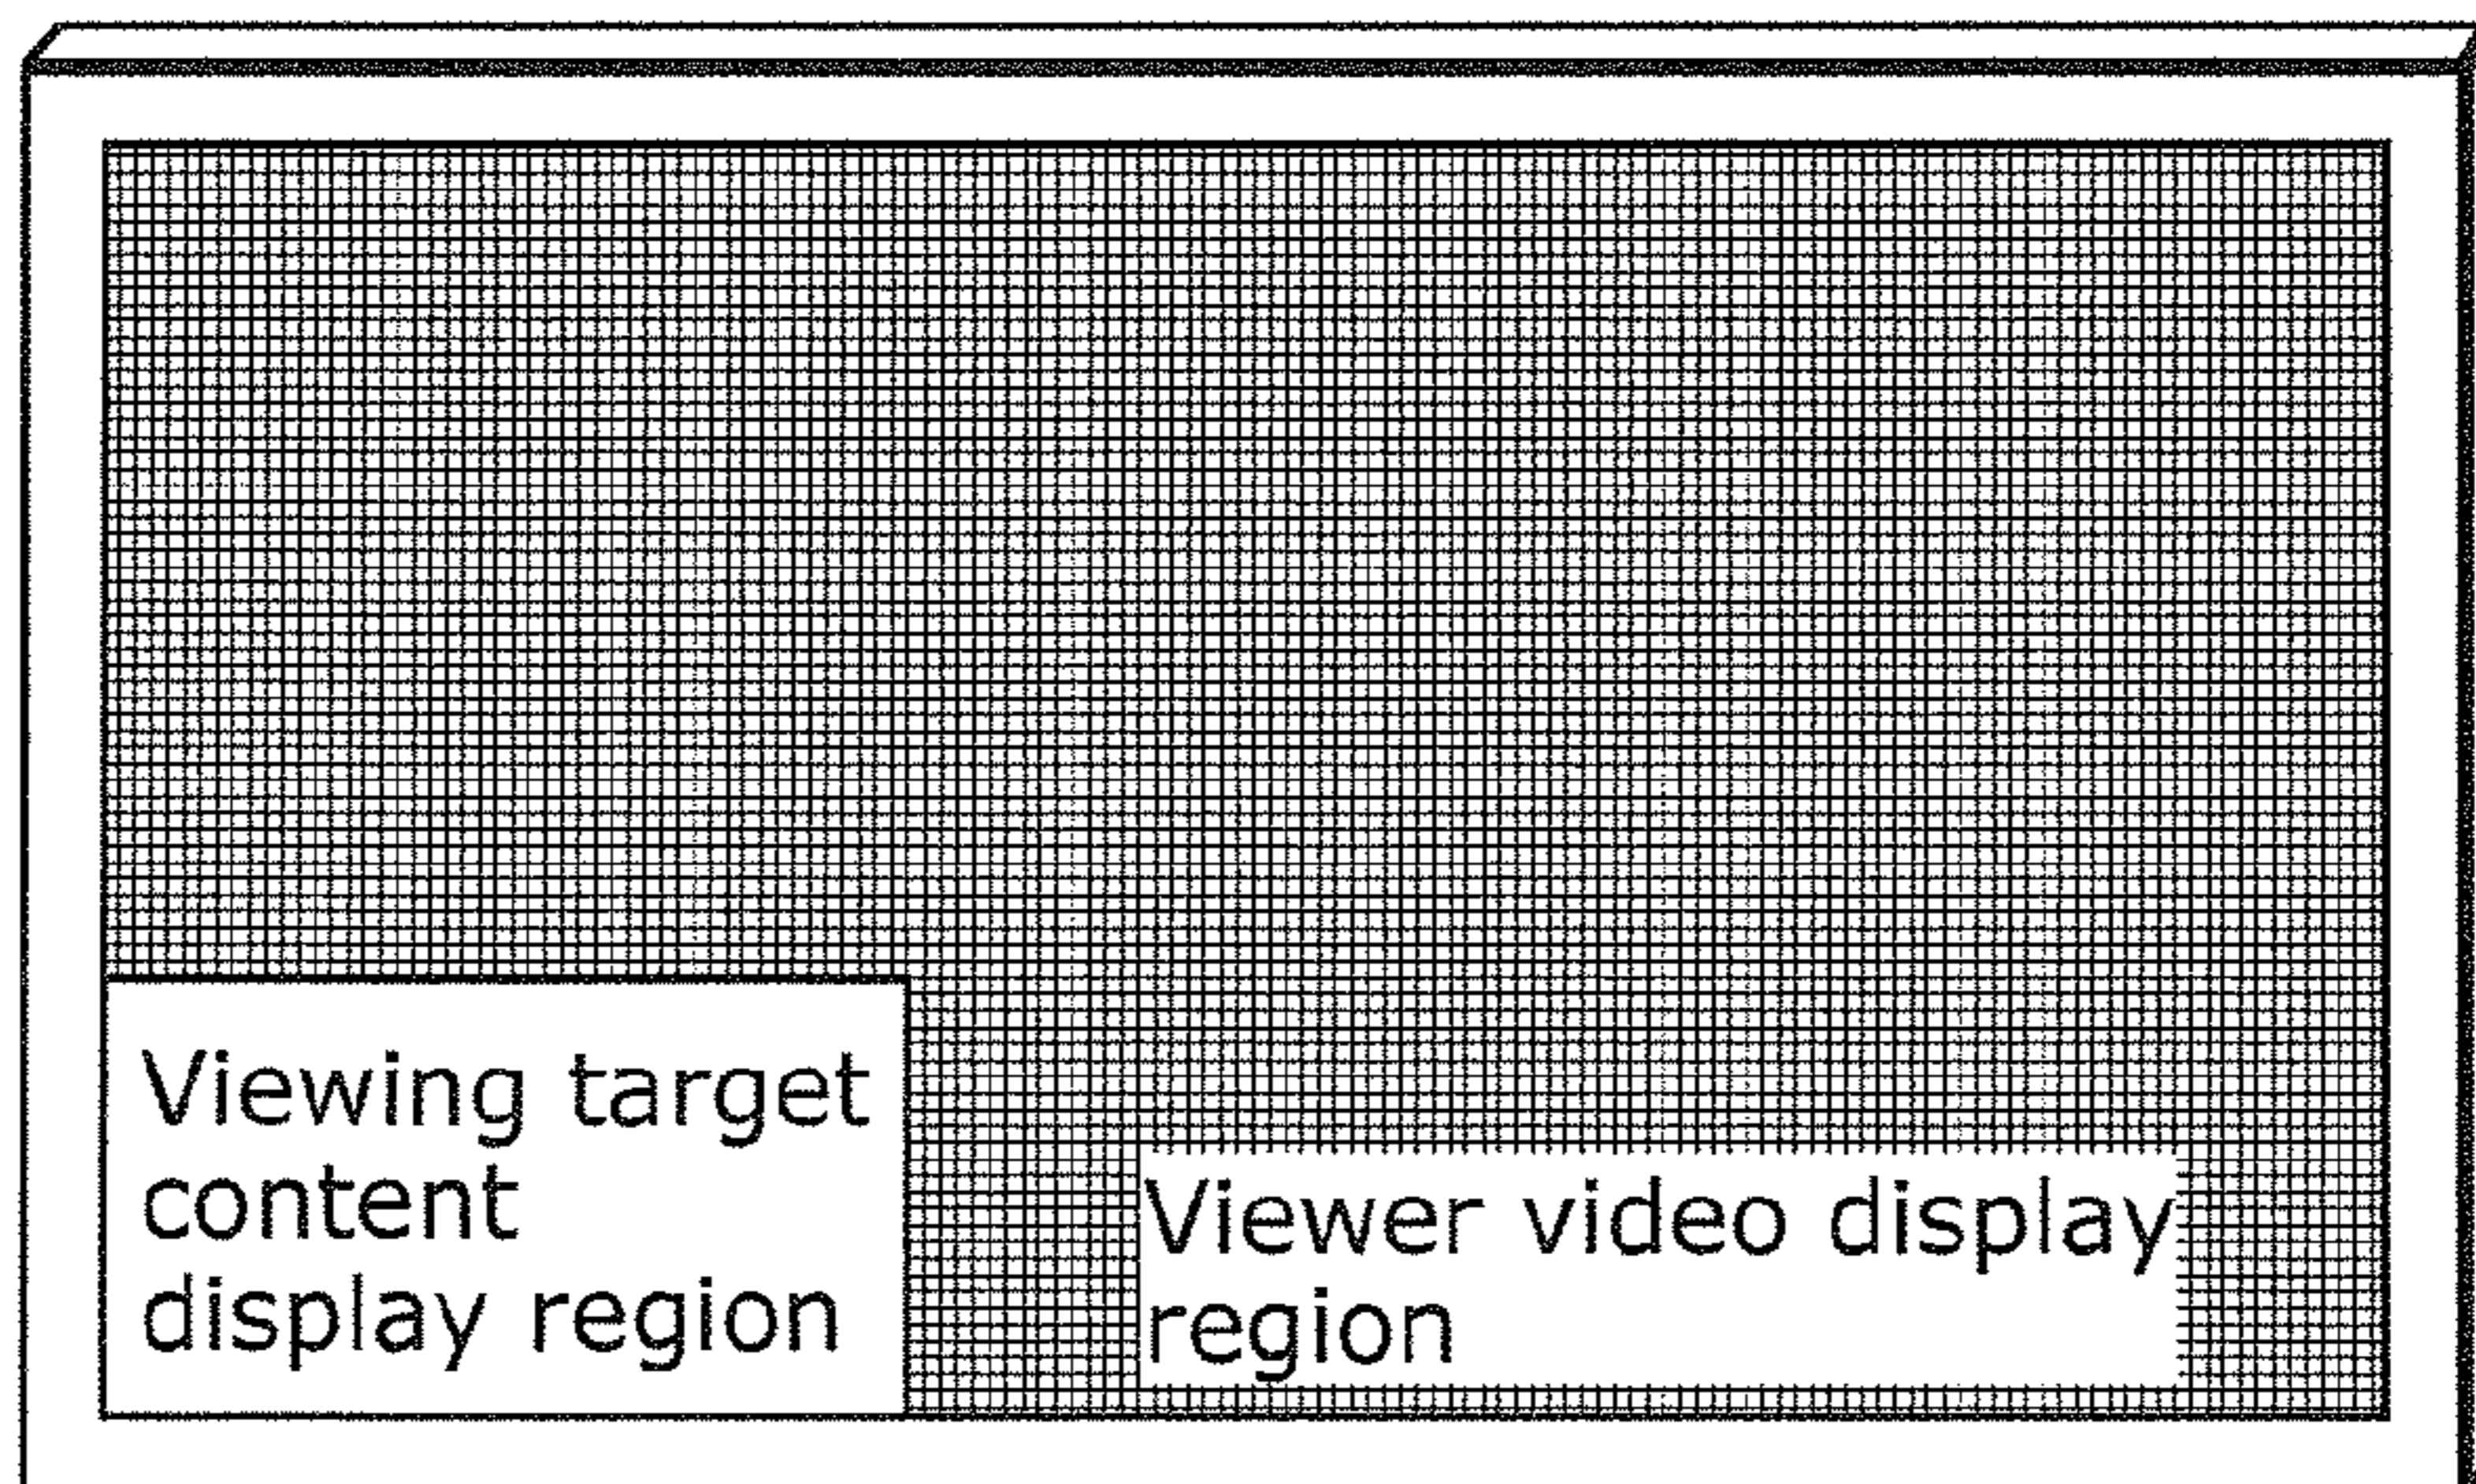 Viewing target
content
display region
Viewer video display
region